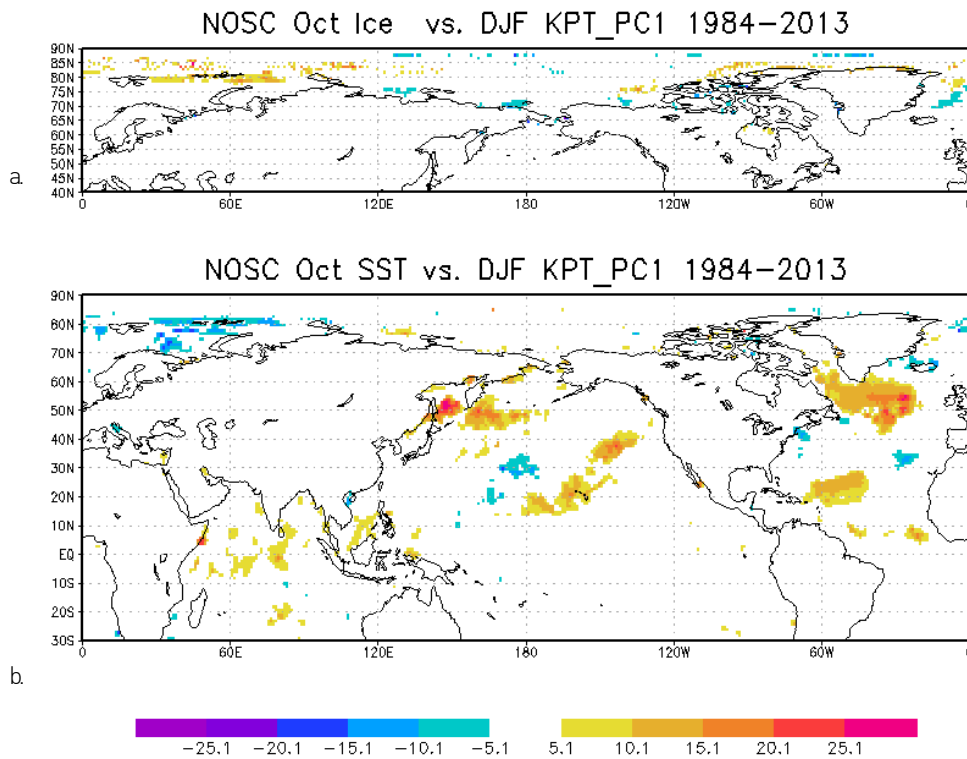 NOSC Oct Ice vs. DJF KPT_PC1 1984−2013
90N
85N
80N
75N
70N
65N
60N
55N
50N
45N
40N
0 60E 120E 180 120W 60W 0
a.
NOSC Oct SST vs. DJF KPT_PC1 1984−2013
90N
80N
70N
60N
50N
40N
30N
20N
10N
EQ
10S
20S
30S
0 60E 120E 180 120W 60W 0
b.
−25.1 −20.1 −15.1 −10.1 −5.1 5.1 10.1 15.1 20.1 25.1